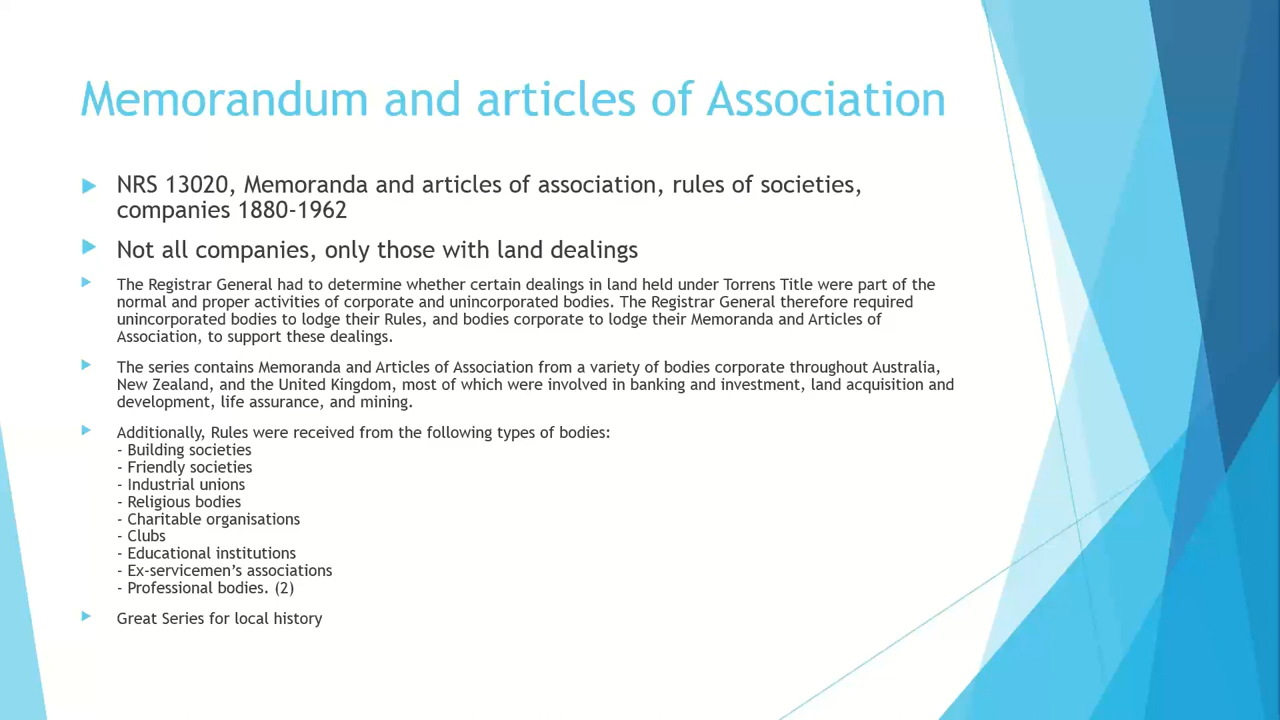 Memorandum and articles of Association
NRS 13020, Memoranda and articles of association, rules of societies,
companies 1880-1962
Not all companies, only those with land dealings
The Registrar General had to determine whether certain dealings in land held under Torrens Title were part of the
normal and proper activities of corporate and unincorporated bodies. The Registrar General therefore required
unincorporated bodies to lodge their Rules, and bodies corporate to lodge their Memoranda and Articles of
Association, to support these dealings.
The series contains Memoranda and Articles of Association from a variety of bodies corporate throughout Australia,
New Zealand, and the United Kingdom, most of which were involved in banking and investment, land acquisition and
development, life assurance, and mining.
Additionally, Rules were received from the following types of bodies:
- Building societies
- Friendly societies
- Industrial unions
- Religious bodies
- Charitable organisations
- Clubs
- Educational institutions
- Ex-servicemen’s associations
- Professional bodies. (2)
Great Series for local history